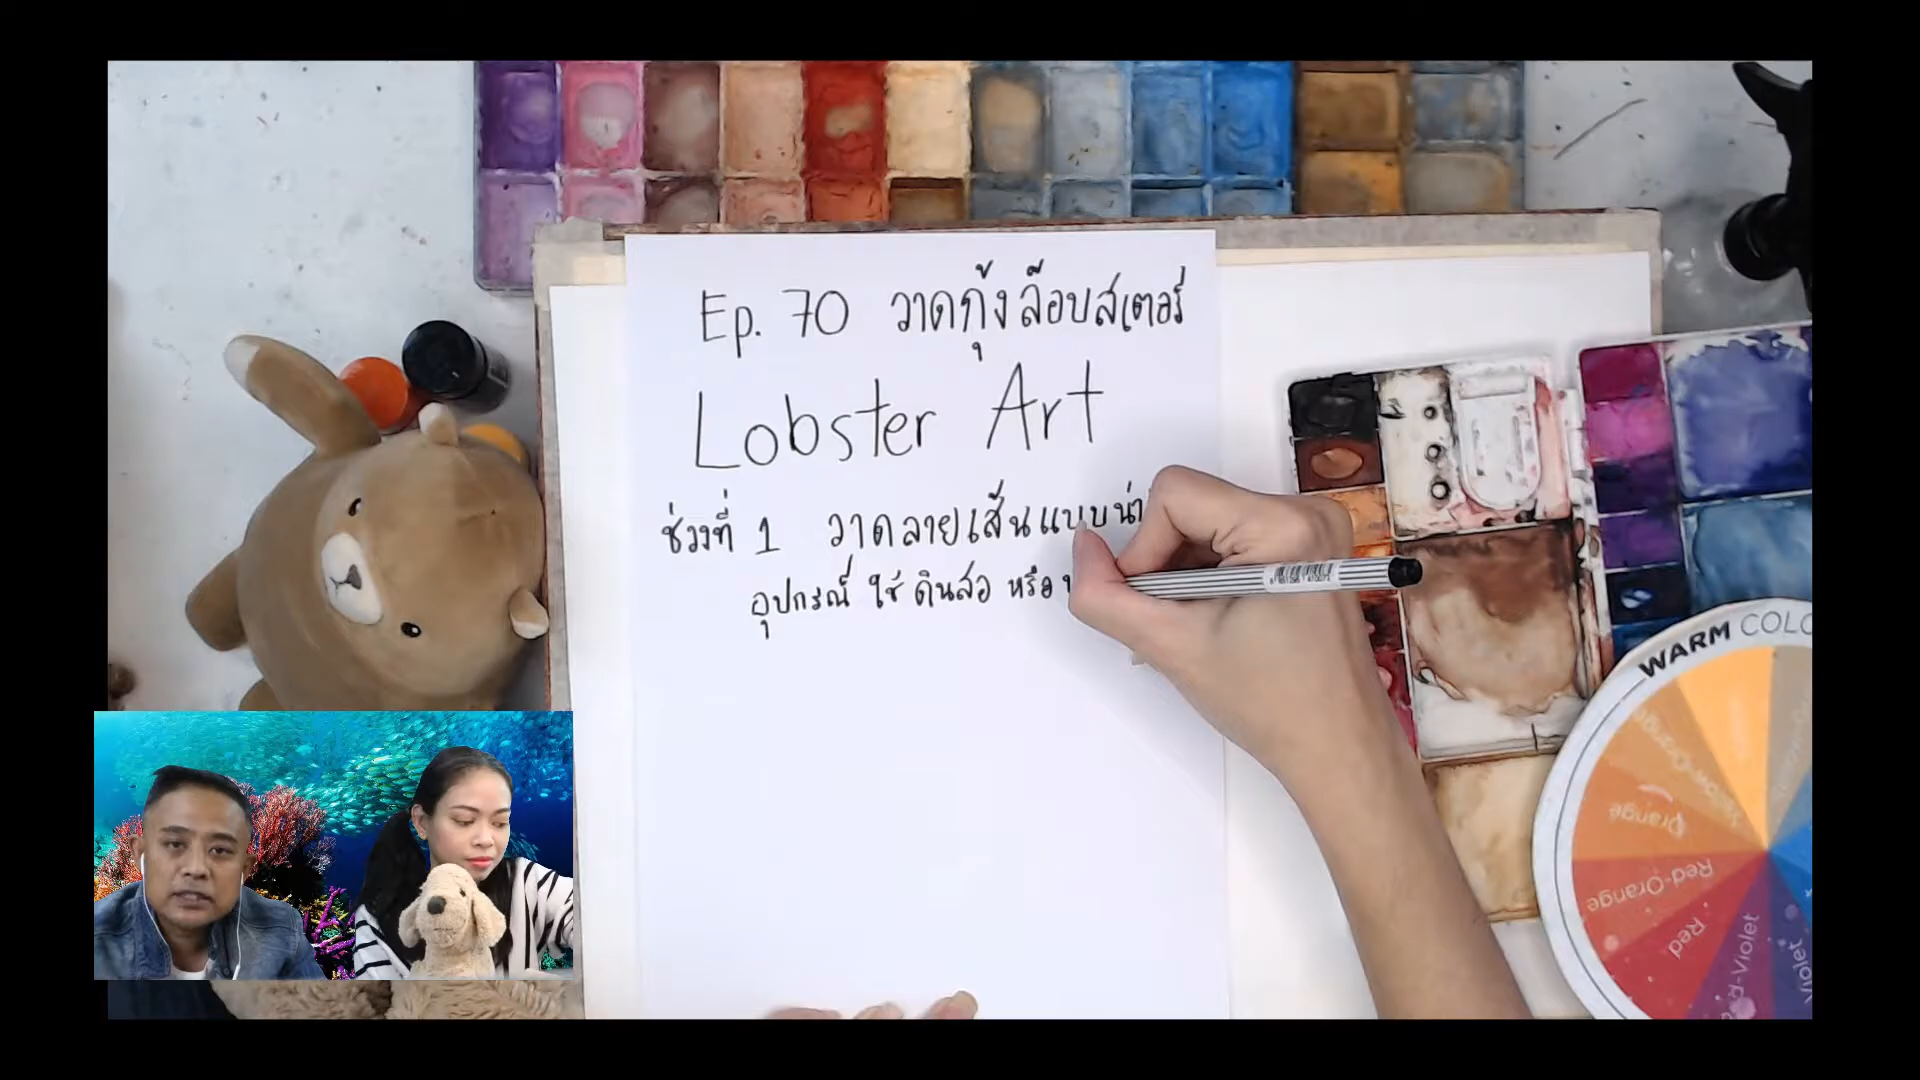 Ep. 70 วาดกุ้งล๊อบสเตอร์
Lobster Art
ช่วงที่ 1 วาดลายเส้นแบบน่า
อุปกรณ์ ใช้ ดินสอ หรือ
WARM COLO
Orange
Red-Orange
Red
Violet